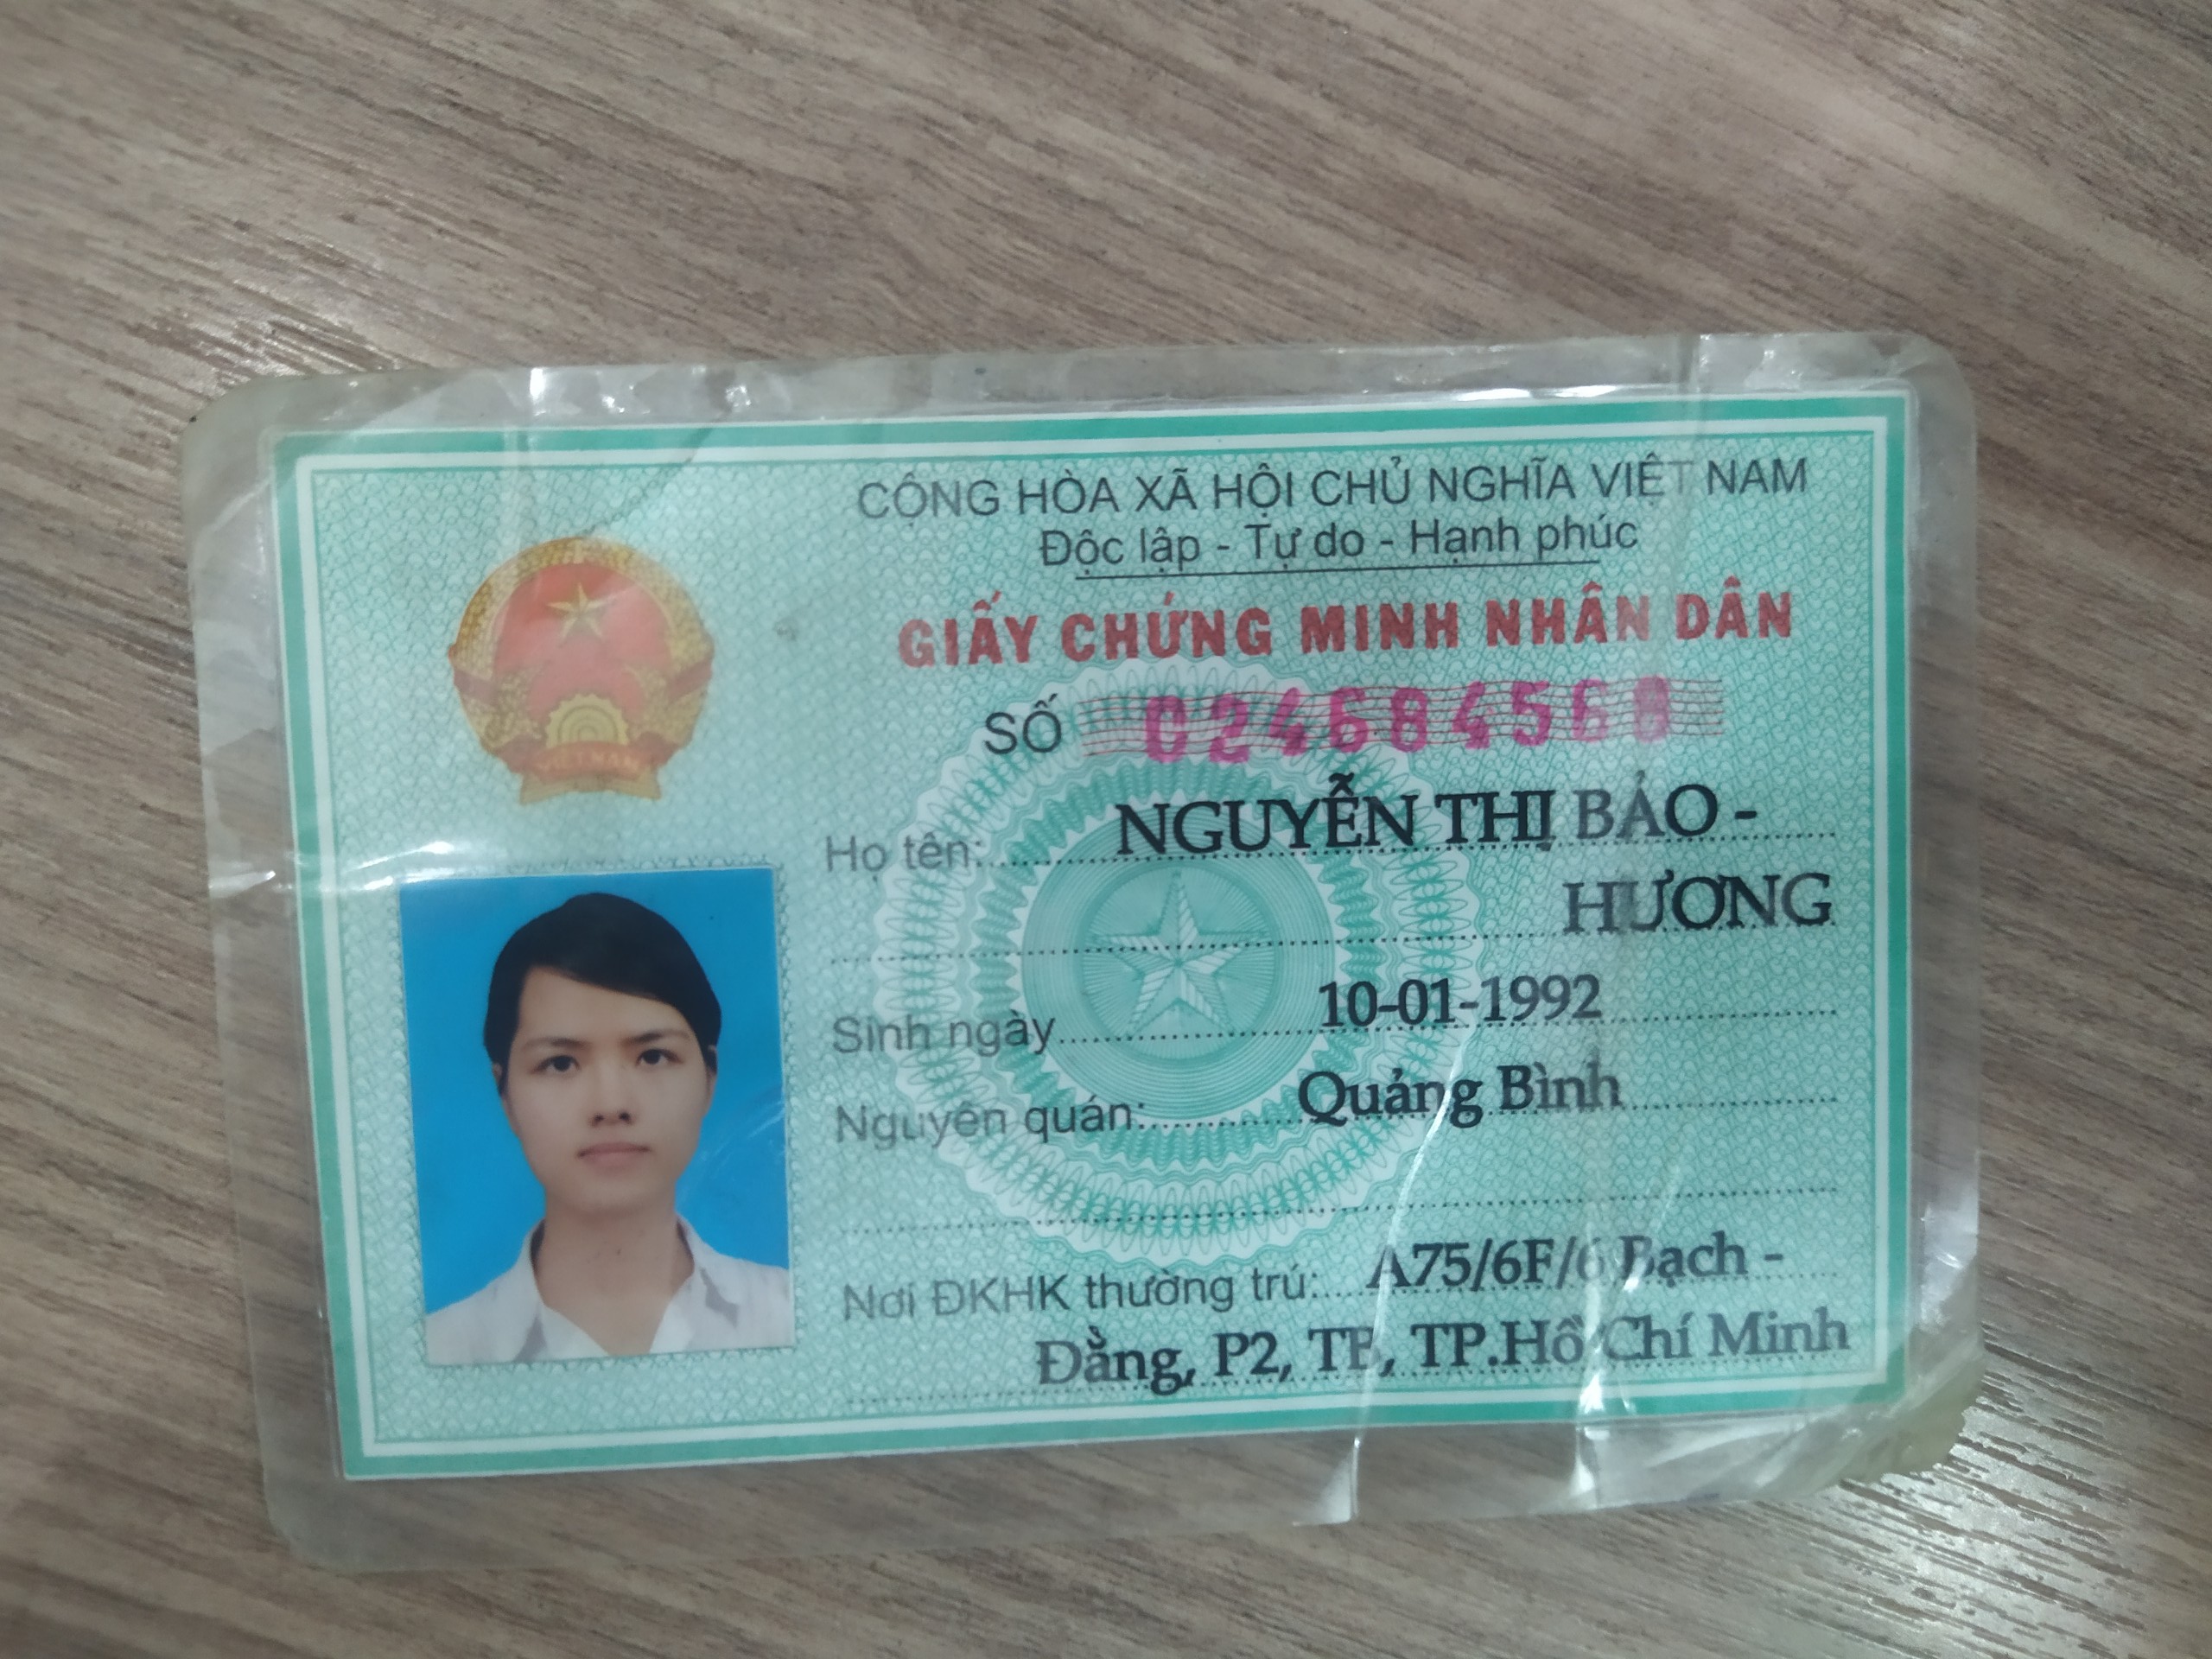 CỘNG HÒA XÃ HỘI CHỦ NGHĨA VIỆT NAM
Độc lập - Tự do - Hạnh phúc
GIẤY CHỨNG MINH NHÂN DÂN
SỐ 024684568
VIỆT NAM
Họ tên: NGUYỄN THỊ BẢO -
HƯƠNG
Sinh ngày 10-01-1992
Nguyên quán: Quảng Bình
Nơi ĐKHK thường trú: A75/6F/6 Bạch -
Đằng, P2, TB, TP.Hồ Chí Minh